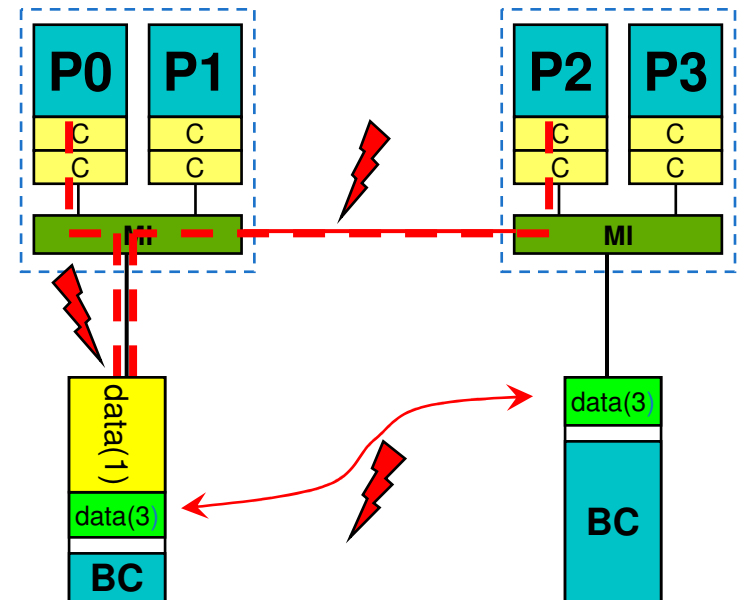 P0 P1 P2 P3
C C C C
C C C C
MI MI
data(1)
data(3)
data(3)
BC
BC